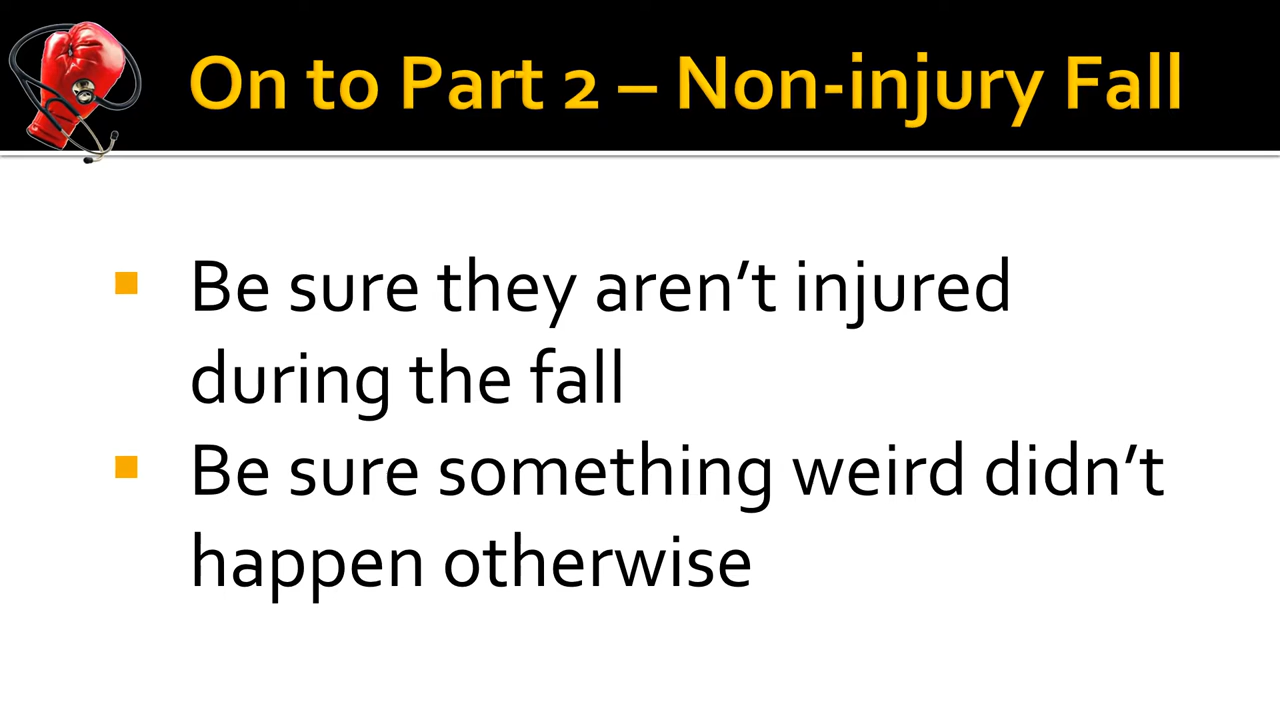 On to Part 2 – Non-injury Fall
Be sure they aren’t injured
during the fall
Be sure something weird didn’t
happen otherwise